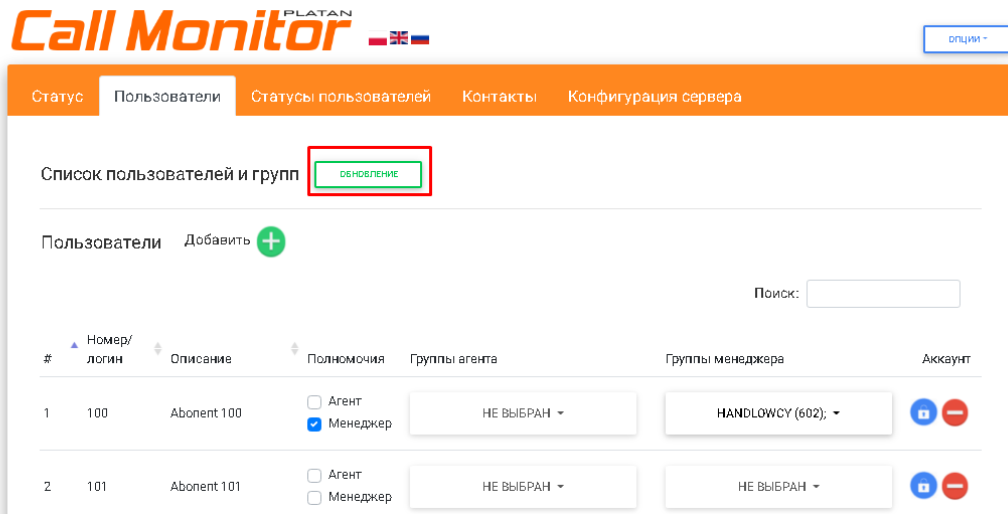 PLATAN
Call Monitor
опции
Статус Пользователи Статусы пользователей Контакты Конфигурация сервера
Список пользователей и групп ОБНОВЛЕНИЕ
Пользователи Добавить
Поиск:
# Номер/логин Описание Полномочия Группы агента Группы менеджера Аккаунт
1 100 Abonent 100 Агент Менеджер НЕ ВЫБРАН HANDLOWCY (602);
2 101 Abonent 101 Агент Менеджер НЕ ВЫБРАН НЕ ВЫБРАН